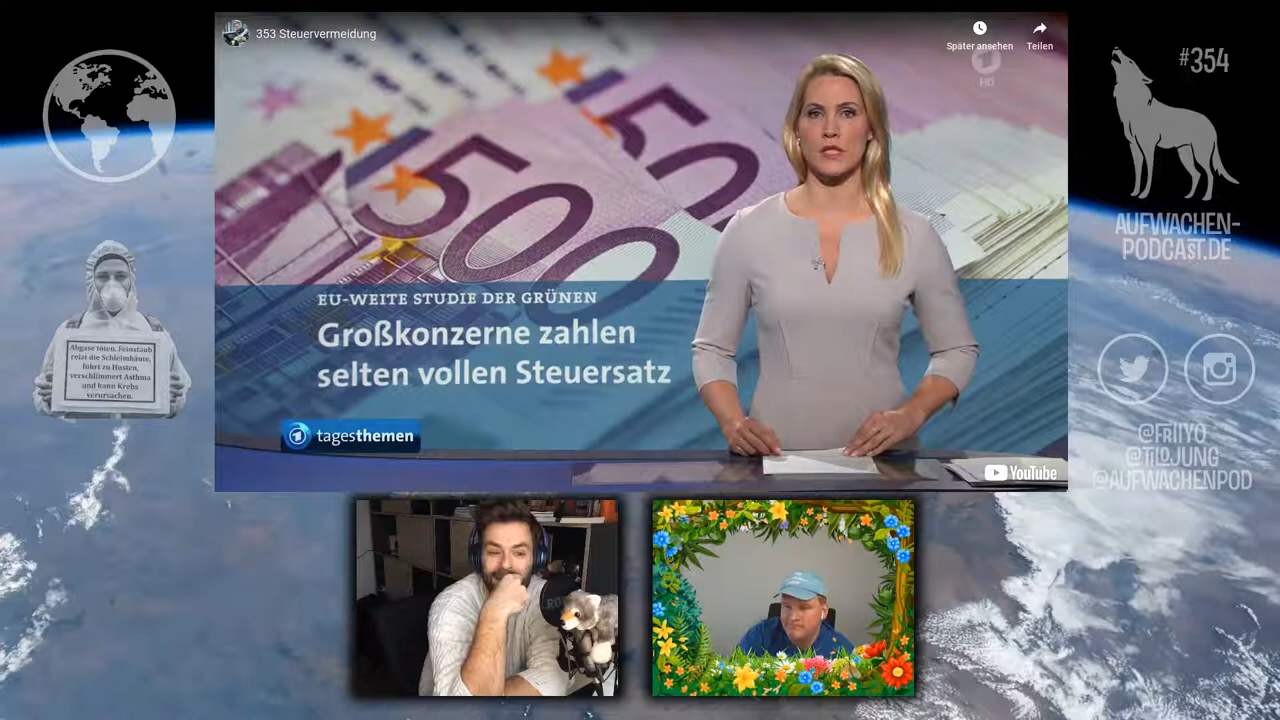 353 Steuervermeidung
Später ansehen
Teilen
HD
#354
AUFWACHEN-
PODCAST.DE
Abgase töten. Feinstaub
reizt die Schleimhäute,
führt zu Husten,
verschlimmert Asthma
und kann Krebs
verursachen.
500
50
EU-WEITE STUDIE DER GRÜNEN
Großkonzerne zahlen
selten vollen Steuersatz
tagesthemen
YouTube
@FRIIYO
@TILOJUNG
@AUFWACHENPOD